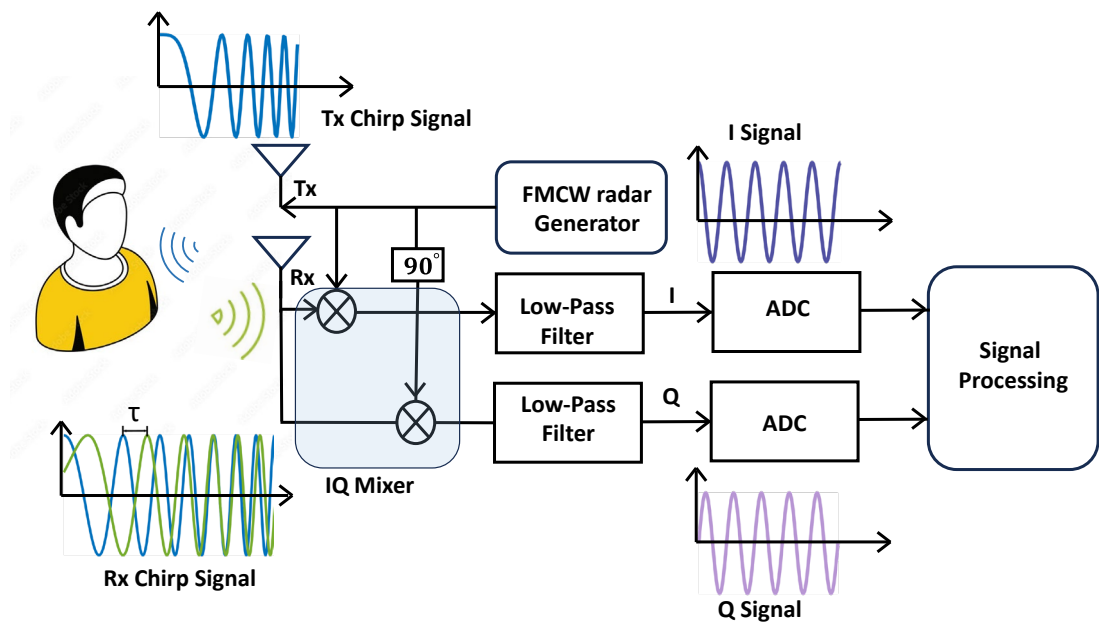 Tx Chirp Signal
I Signal
Tx
FMCW radar
Generator
Rx
90°
Low-Pass
Filter
I
ADC
Signal
Processing
Low-Pass
Filter
Q
ADC
τ
IQ Mixer
Rx Chirp Signal
Q Signal